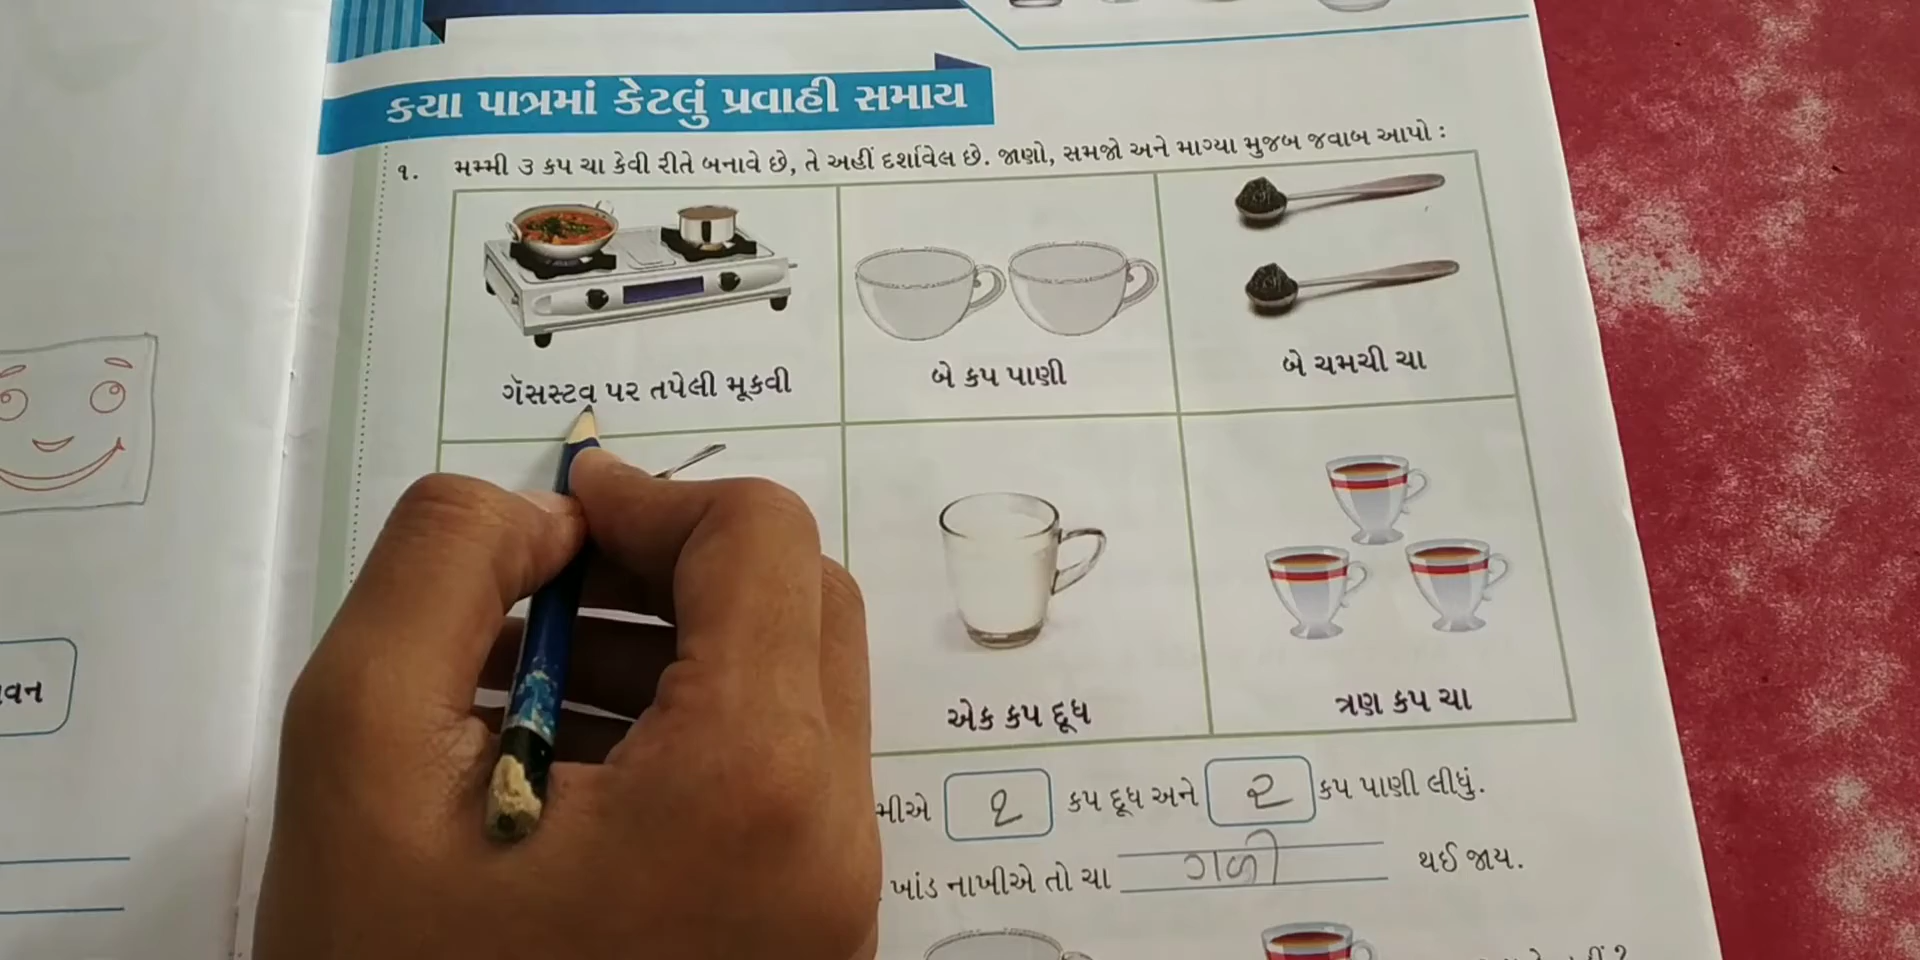 કયા પાત્રમાં કેટલું પ્રવાહી સમાય
૧. મમ્મી ૩ કપ ચા કેવી રીતે બનાવે છે, તે અહીં દર્શાવેલ છે. જાણો, સમજો અને માગ્યા મુજબ જવાબ આપો :
ગૅસસ્ટવ પર તપેલી મૂકવી
બે કપ પાણી
બે ચમચી ચા
એક કપ દૂધ
ત્રણ કપ ચા
મીએ ૧ કપ દૂધ અને ૨ કપ પાણી લીધું.
ખાંડ નાખીએ તો ચા ગળી થઈ જાય.
વન